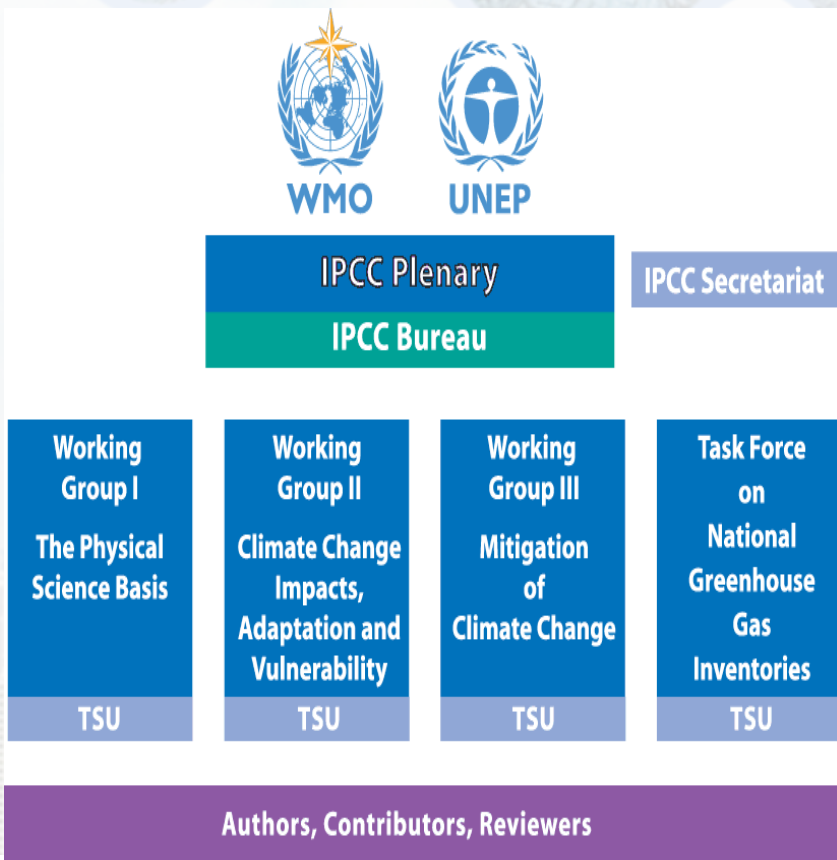 WMO
UNEP
IPCC Plenary
IPCC Secretariat
IPCC Bureau
Working
Group I
The Physical
Science Basis
TSU
Working
Group II
Climate Change
Impacts,
Adaptation and
Vulnerability
TSU
Working
Group III
Mitigation
of
Climate Change
TSU
Task Force
on
National
Greenhouse
Gas
Inventories
TSU
Authors, Contributors, Reviewers